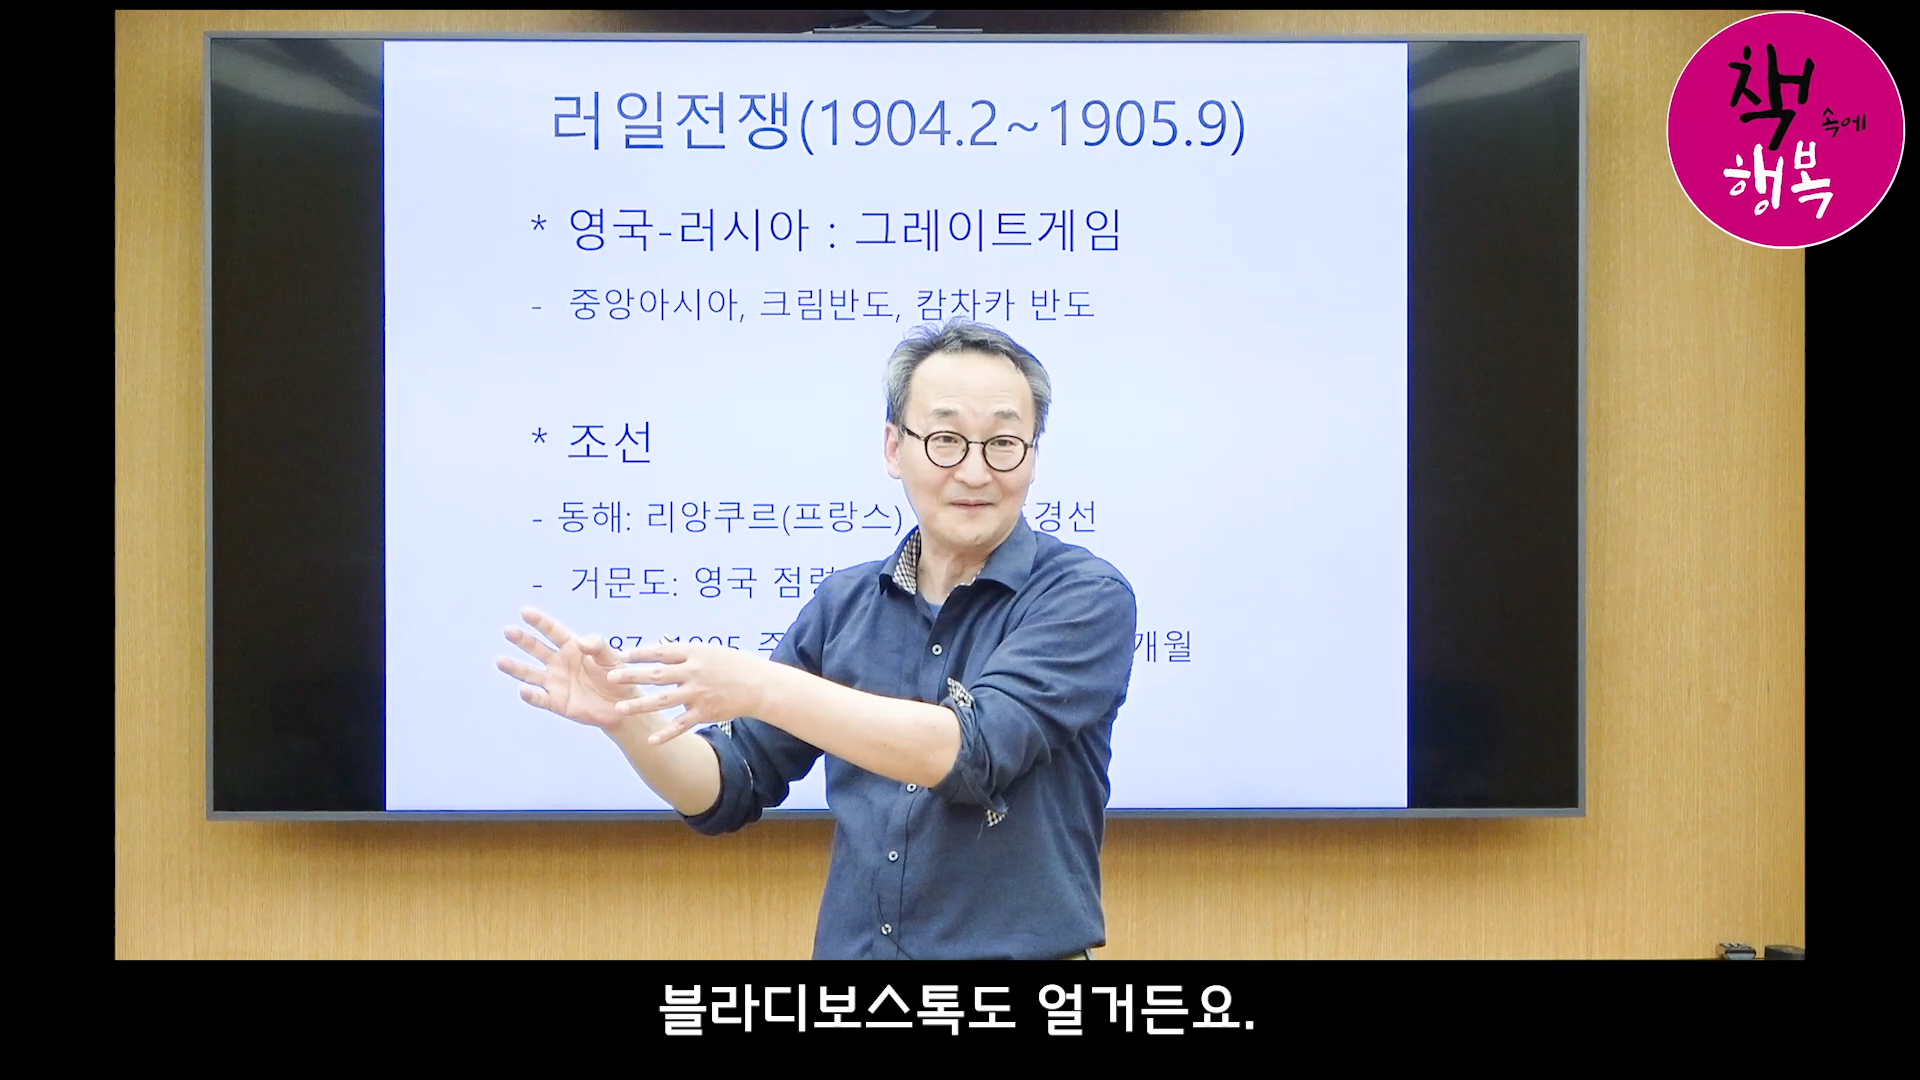 러일전쟁(1904.2~1905.9)
* 영국-러시아 : 그레이트게임
- 중앙아시아, 크림반도, 캄차카 반도
* 조선
- 동해: 리앙쿠르(프랑스) 경선
- 거문도: 영국 점령
개월
책
속에
행복
블라디보스톡도 얼거든요.